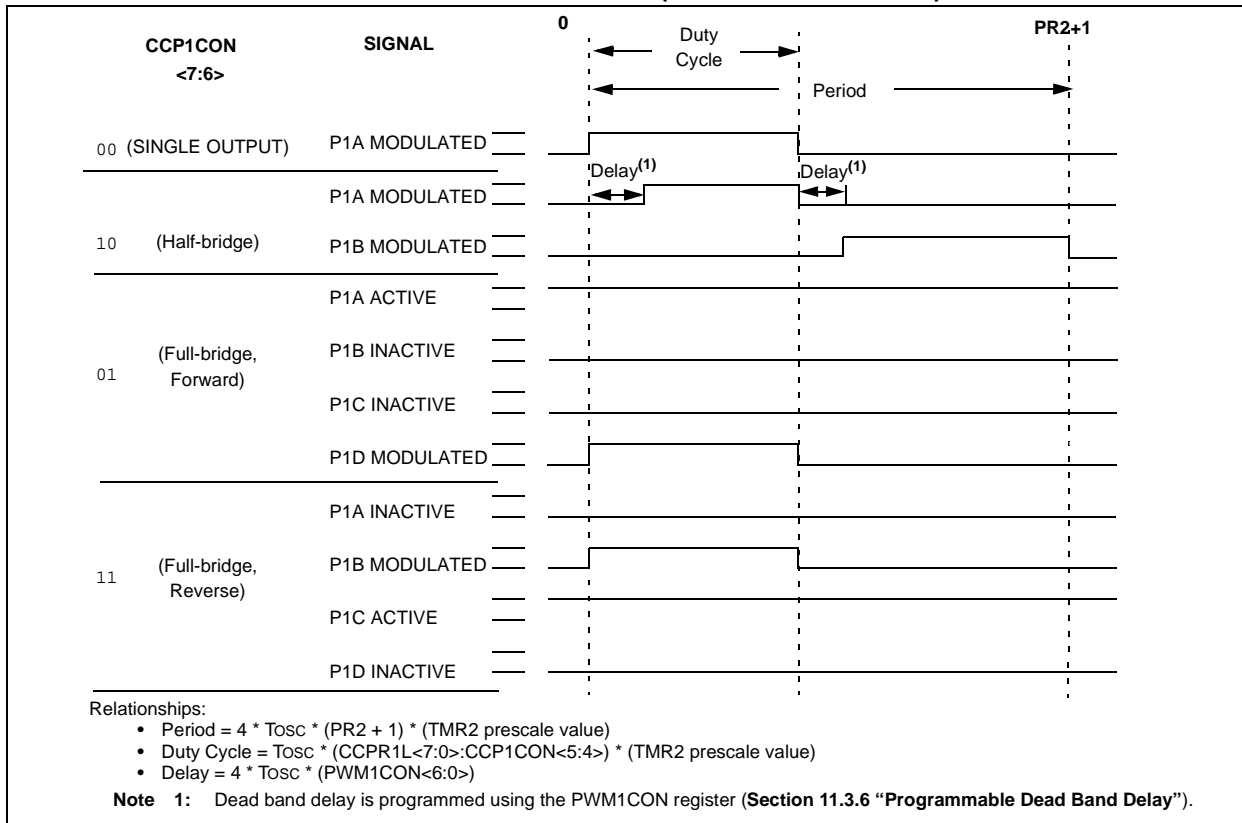 0
PR2+1
CCP1CON
<7:6>
SIGNAL
Duty
Cycle
Period
00 (SINGLE OUTPUT)
P1A MODULATED
Delay(1)
Delay(1)
P1A MODULATED
10 (Half-bridge)
P1B MODULATED
P1A ACTIVE
01
(Full-bridge,
Forward)
P1B INACTIVE
P1C INACTIVE
P1D MODULATED
P1A INACTIVE
11
(Full-bridge,
Reverse)
P1B MODULATED
P1C ACTIVE
P1D INACTIVE
Relationships:
• Period = 4 * TOSC * (PR2 + 1) * (TMR2 prescale value)
• Duty Cycle = TOSC * (CCPR1L<7:0>:CCP1CON<5:4>) * (TMR2 prescale value)
• Delay = 4 * TOSC * (PWM1CON<6:0>)
Note 1: Dead band delay is programmed using the PWM1CON register (Section 11.3.6 “Programmable Dead Band Delay”).